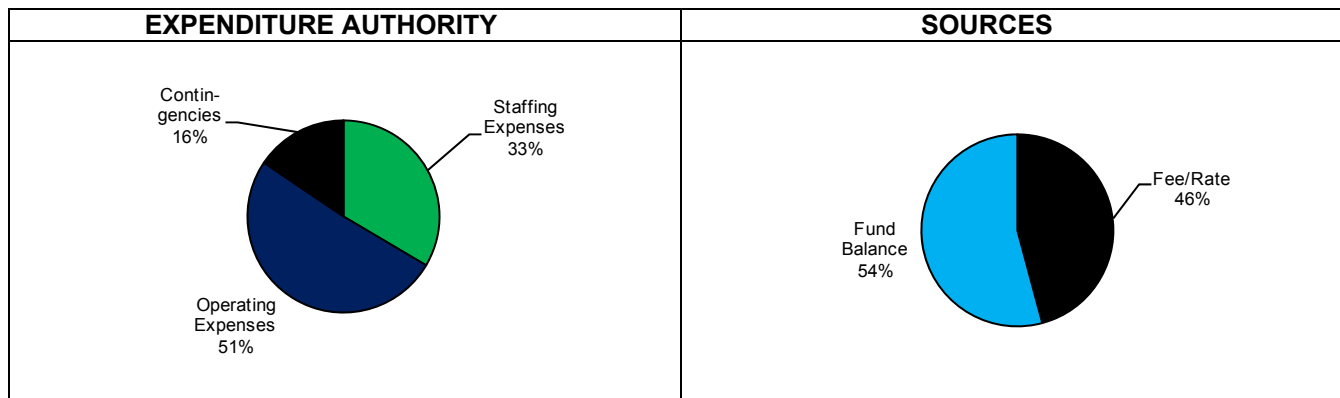 EXPENDITURE AUTHORITY
SOURCES
Contin-
gencies
16%
Staffing
Expenses
33%
Operating
Expenses
51%
Fee/Rate
46%
Fund
Balance
54%